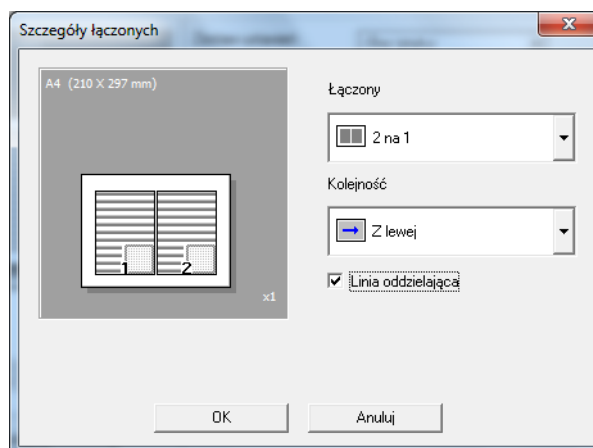 Szczegóły łączonych
A4 (210 X 297 mm)
1 2
x1
Łączony
2 na 1
Kolejność
Z lewej
Linia oddzielająca
OK
Anuluj